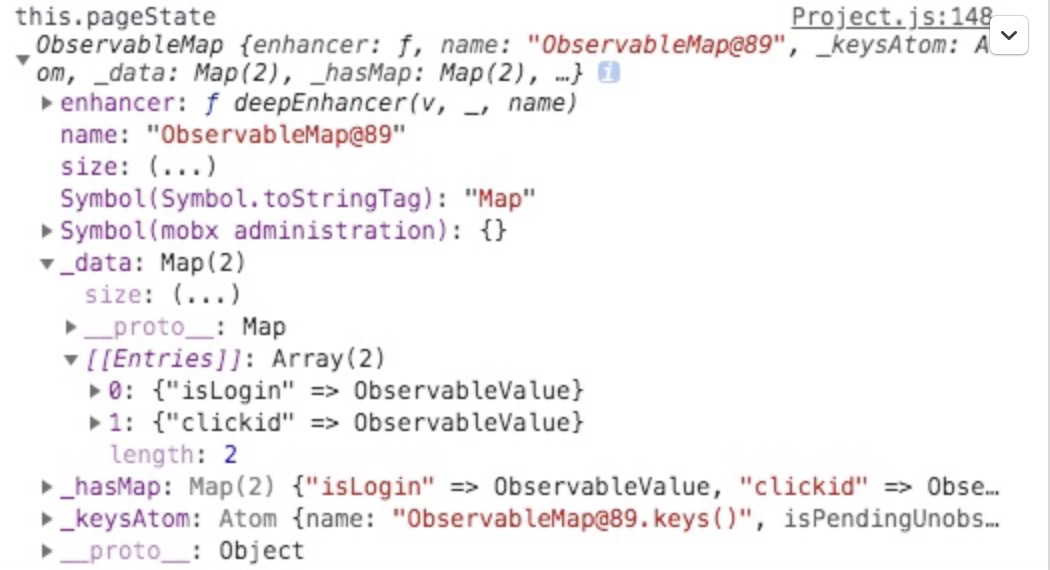 this.pageState Project.js:148
ObservableMap {enhancer: ƒ, name: "ObservableMap@89", _keysAtom: A
om, _data: Map(2), _hasMap: Map(2), …} i
enhancer: ƒ deepEnhancer(v, _, name)
name: "ObservableMap@89"
size: (...)
Symbol(Symbol.toStringTag): "Map"
Symbol(mobx administration): {}
_data: Map(2)
size: (...)
__proto__: Map
[[Entries]]: Array(2)
0: {"isLogin" => ObservableValue}
1: {"clickid" => ObservableValue}
length: 2
_hasMap: Map(2) {"isLogin" => ObservableValue, "clickid" => Obse…
_keysAtom: Atom {name: "ObservableMap@89.keys()", isPendingUnobs…
__proto__: Object